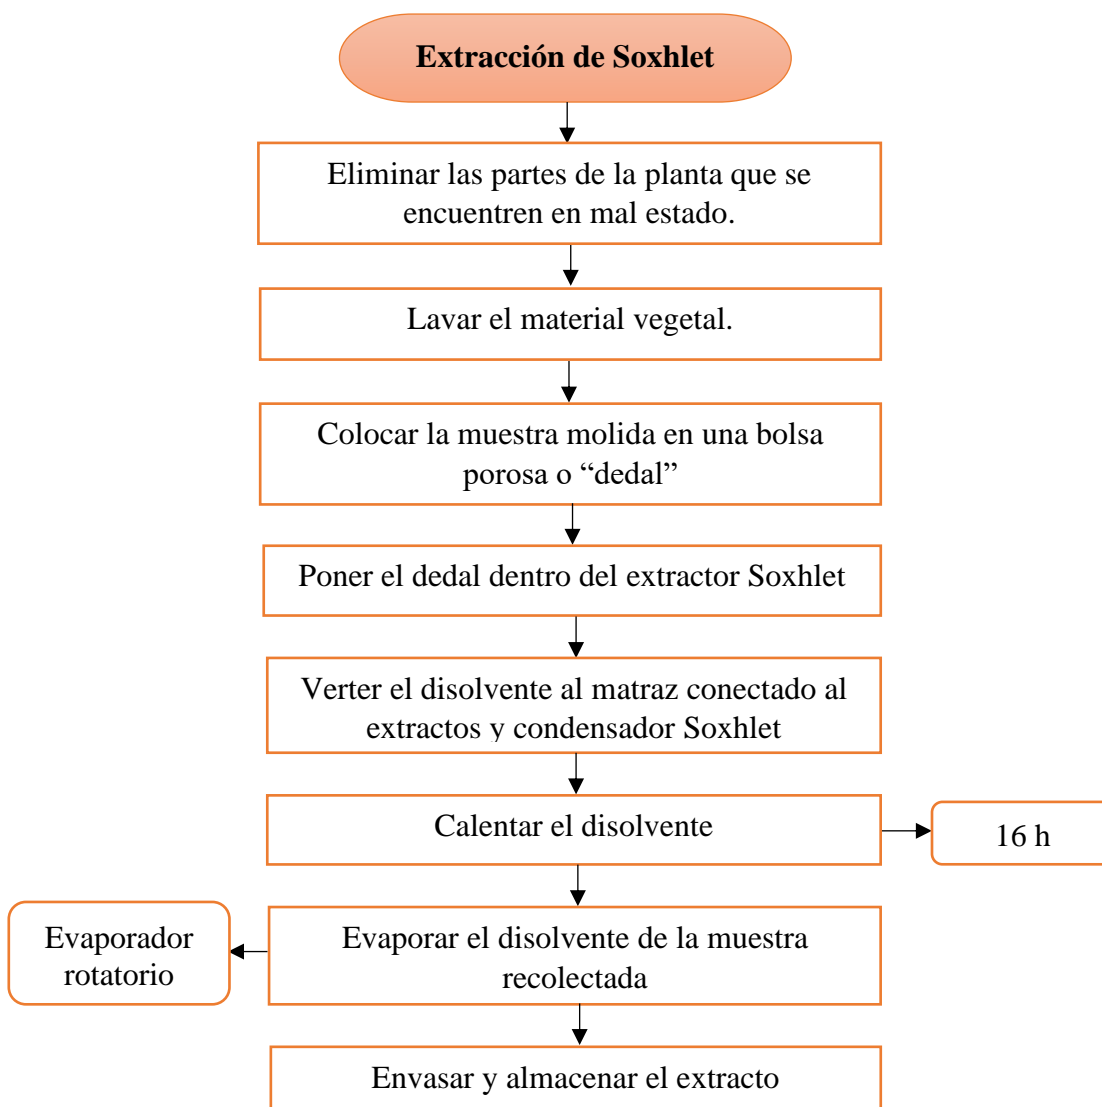 Extracción de Soxhlet
Eliminar las partes de la planta que se
encuentren en mal estado.
Lavar el material vegetal.
Colocar la muestra molida en una bolsa
porosa o “dedal”
Poner el dedal dentro del extractor Soxhlet
Verter el disolvente al matraz conectado al
extractos y condensador Soxhlet
Calentar el disolvente
16 h
Evaporador
rotatorio
Evaporar el disolvente de la muestra
recolectada
Envasar y almacenar el extracto